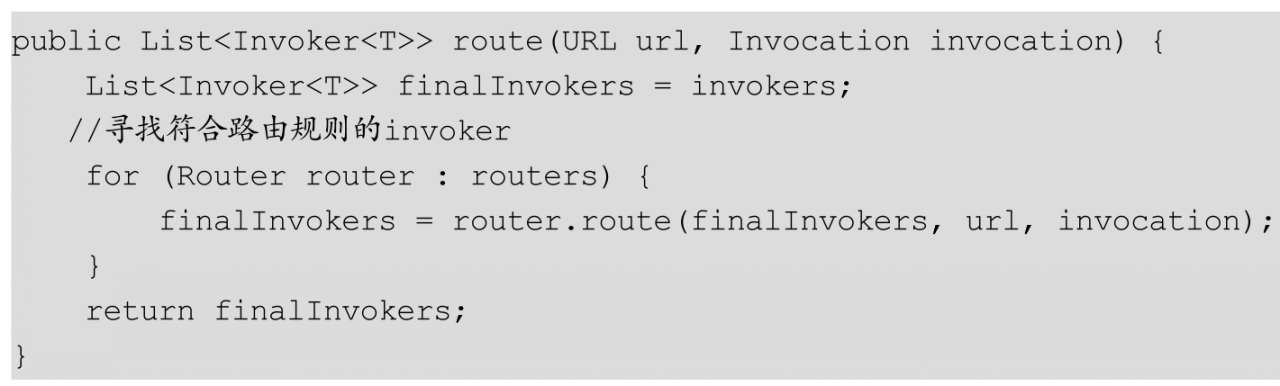 public List<Invoker<T>> route(URL url, Invocation invocation) {
    List<Invoker<T>> finalInvokers = invokers;
   //寻找符合路由规则的invoker
    for (Router router : routers) {
        finalInvokers = router.route(finalInvokers, url, invocation);
    }
    return finalInvokers;
}